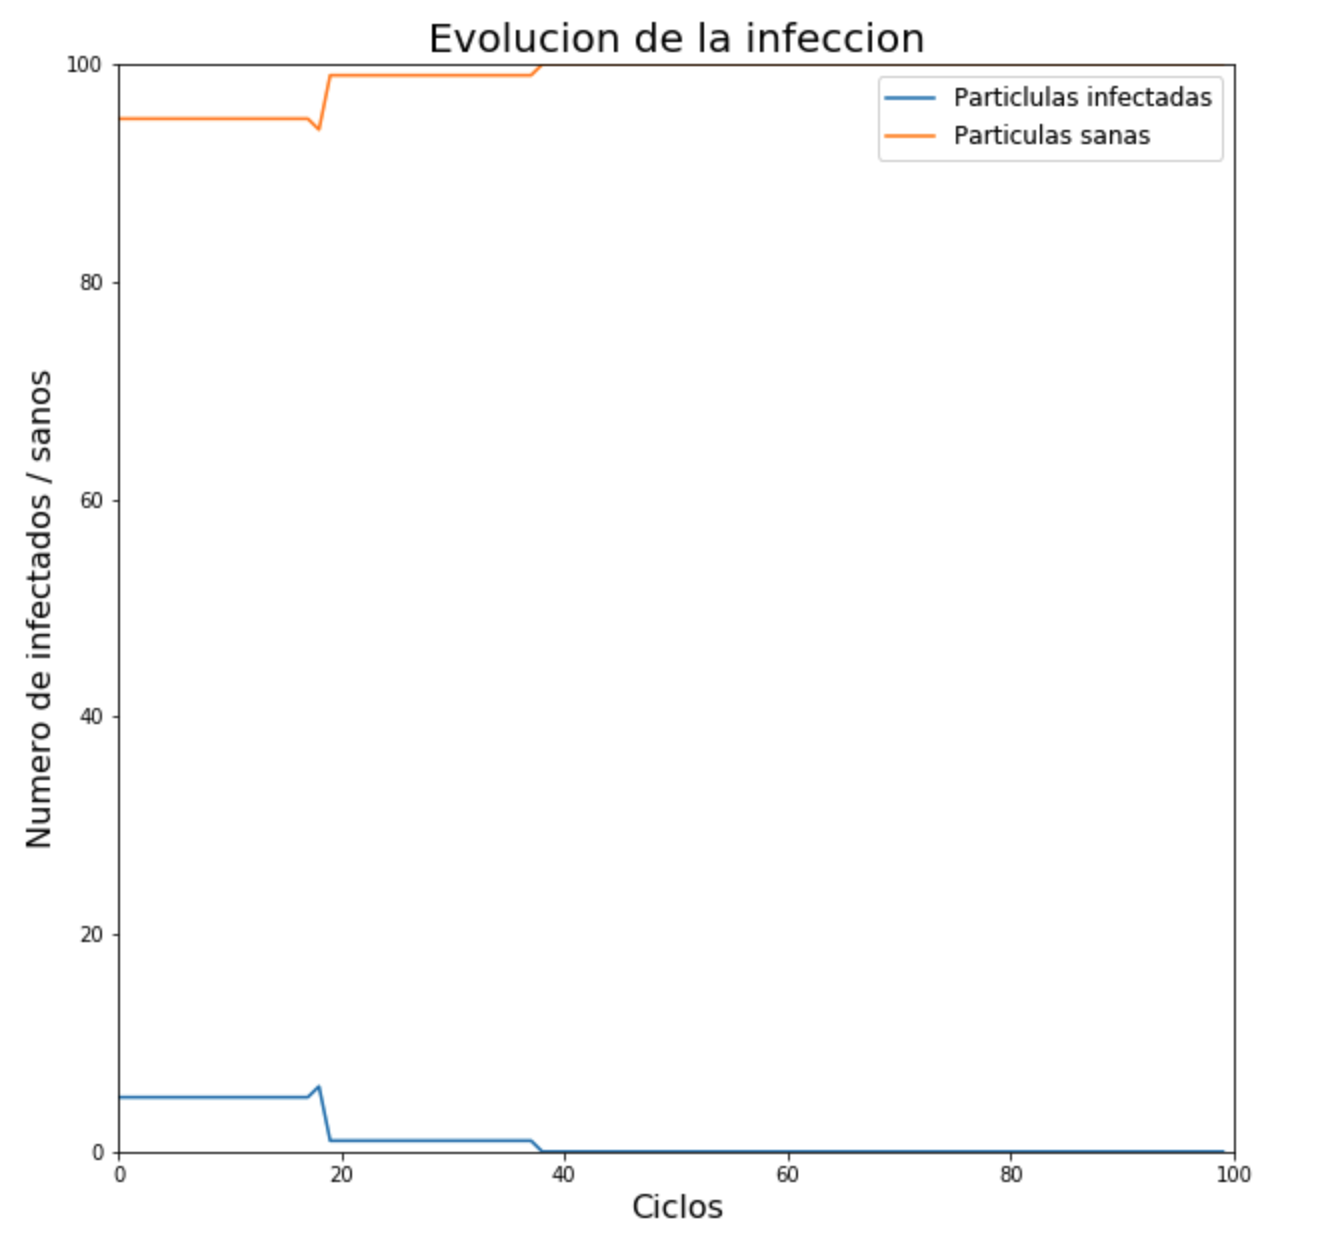 Evolucion de la infeccion
100
Particlulas infectadas
Particulas sanas
80
60
40
20
0
Numero de infectados / sanos
0 20 40 60 80 100
Ciclos